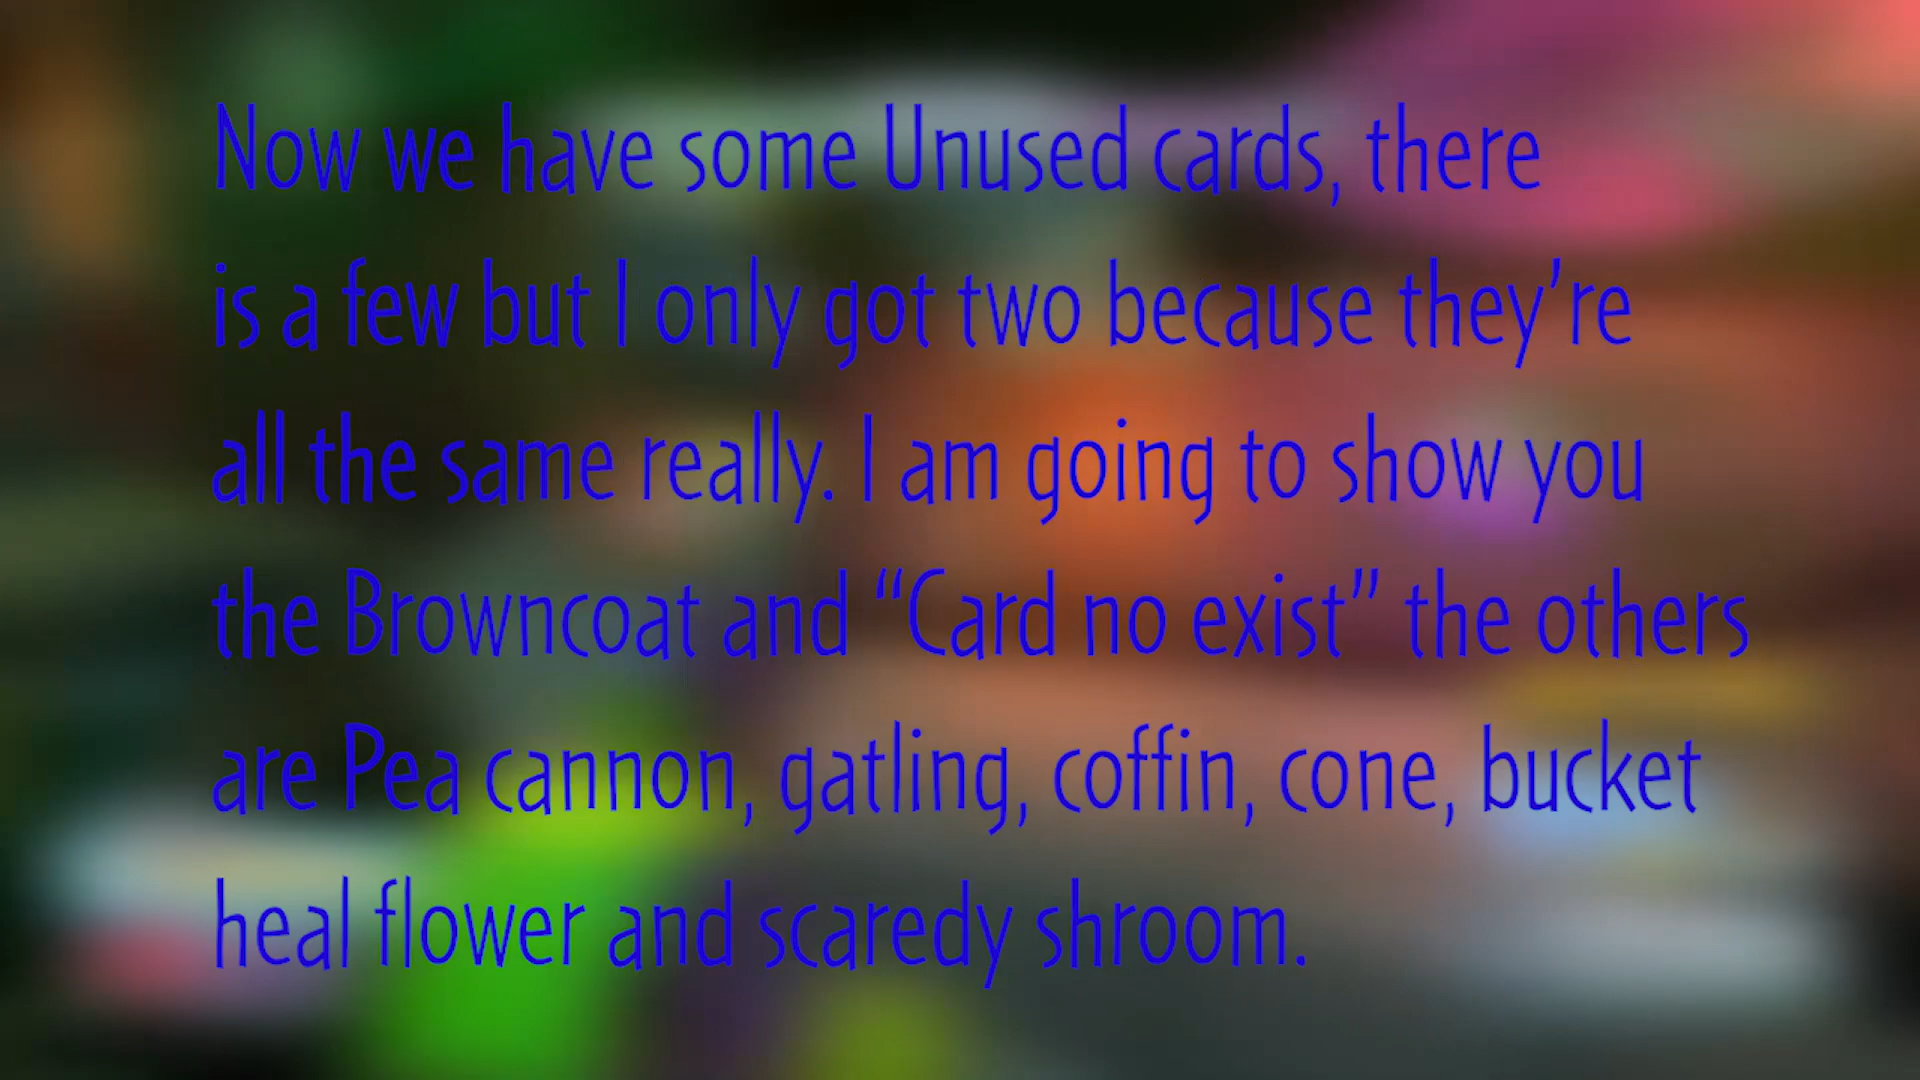 Now we have some Unused cards, there
is a few but I only got two because they’re
all the same really. I am going to show you
the Browncoat and “Card no exist” the others
are Pea cannon, gatling, coffin, cone, bucket
heal flower and scaredy shroom.